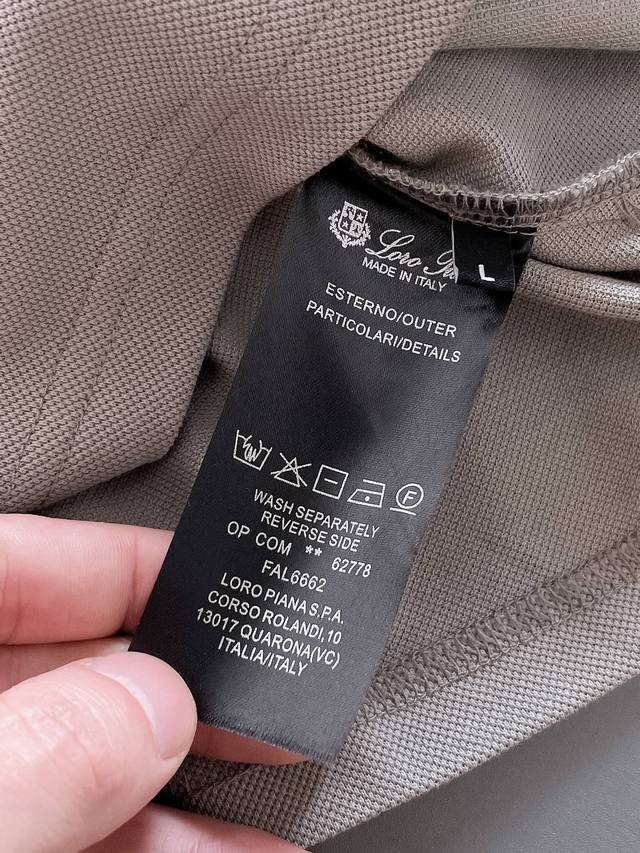 Loro
L
MADE IN ITALY
ESTERNO/OUTER
PARTICOLARI/DETAILS
F
WASH SEPARATELY
REVERSE SIDE
OP COM ** 62778
FAL6662
LORO PIANA S.P.A.
CORSO ROLANDI,10
13017 QUARONA(VC)
ITALIA/ITALY